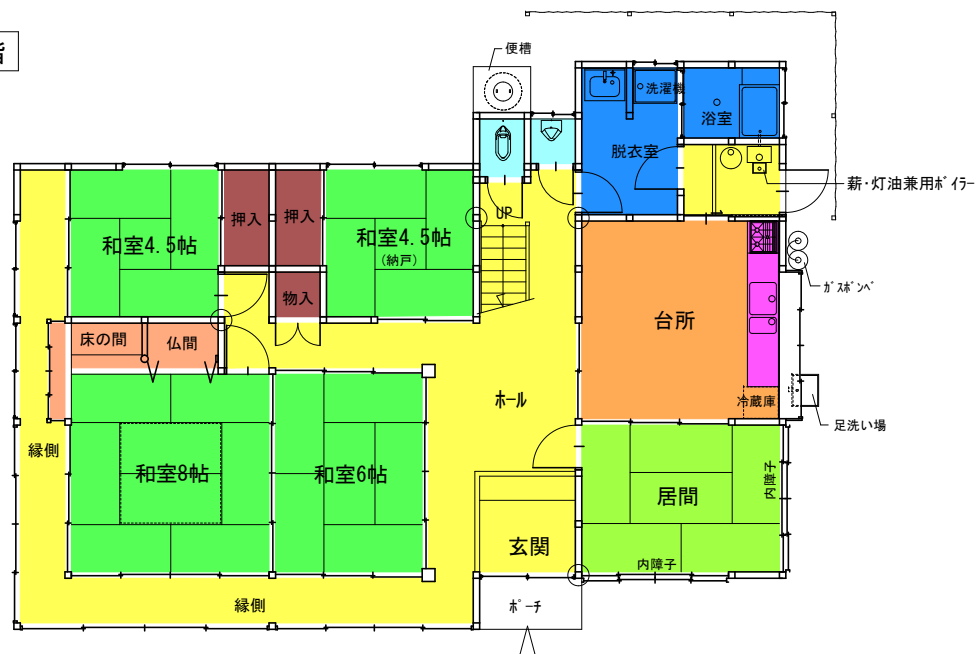 階
便槽
洗濯機
浴室
脱衣室
薪･灯油兼用ﾎﾞｲﾗｰ
押入
押入
和室4.5帖
和室4.5帖
(納戸)
UP
ｶﾞｽﾎﾞﾝﾍﾞ
物入
台所
床の間
仏間
ホール
冷蔵庫
足洗い場
縁側
和室8帖
和室6帖
居間
内障子
玄関
内障子
縁側
ﾎﾟｰﾁ